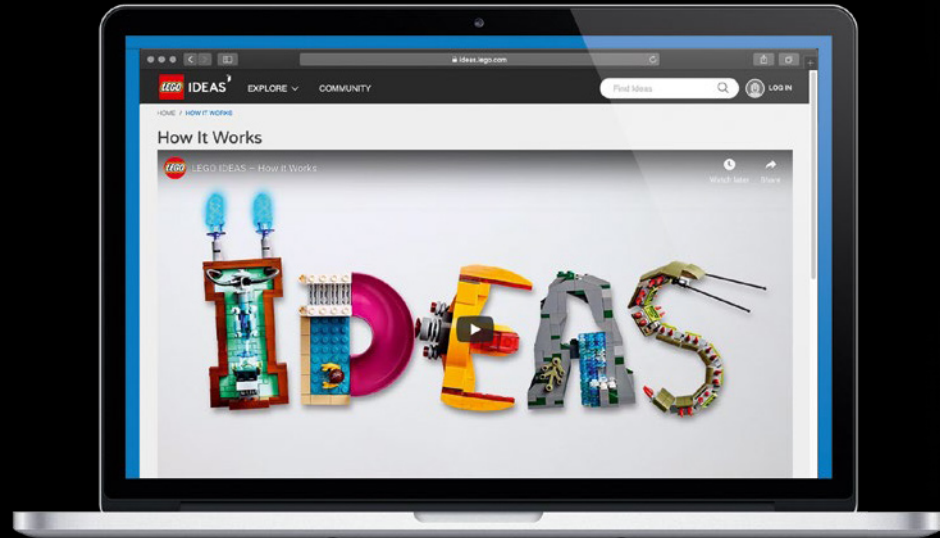 ideas.lego.com
LEGO IDEAS EXPLORE COMMUNITY Find Ideas LOG IN
HOME / HOW IT WORKS
How It Works
LEGO LEGO IDEAS – How It Works
Watch later Share
IDEAS